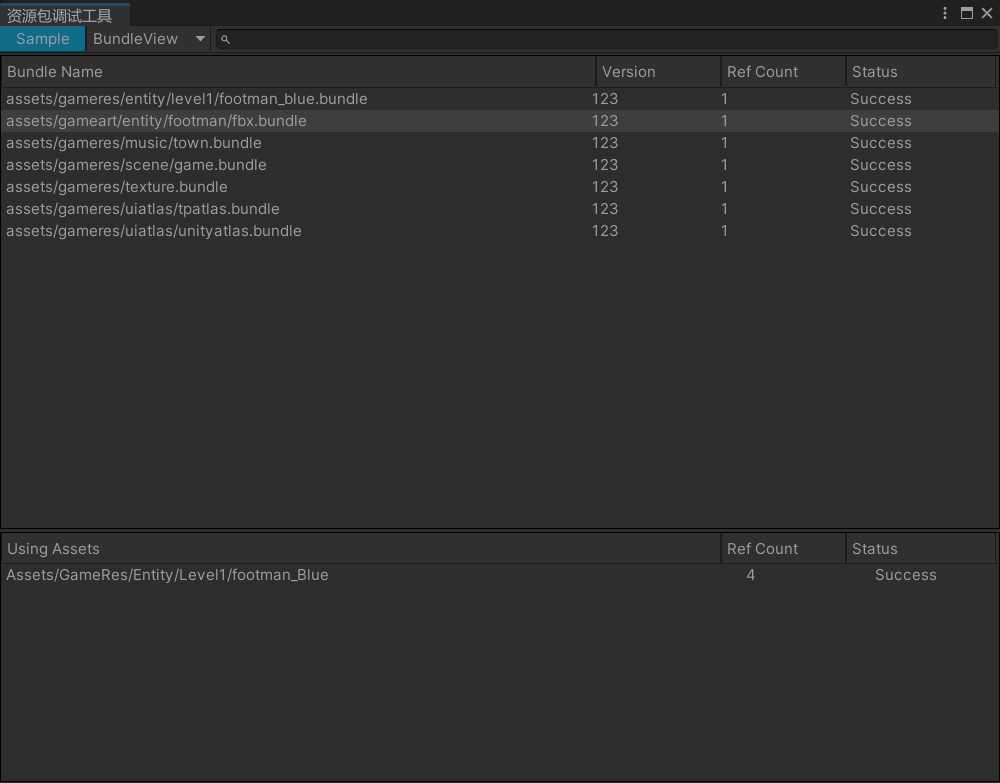 资源包调试工具
Sample BundleView
Bundle Name Version Ref Count Status
assets/gameres/entity/level1/footman_blue.bundle 123 1 Success
assets/gameart/entity/footman/fbx.bundle 123 1 Success
assets/gameres/music/town.bundle 123 1 Success
assets/gameres/scene/game.bundle 123 1 Success
assets/gameres/texture.bundle 123 1 Success
assets/gameres/uiatlas/tpatlas.bundle 123 1 Success
assets/gameres/uiatlas/unityatlas.bundle 123 1 Success
Using Assets Ref Count Status
Assets/GameRes/Entity/Level1/footman_Blue 4 Success